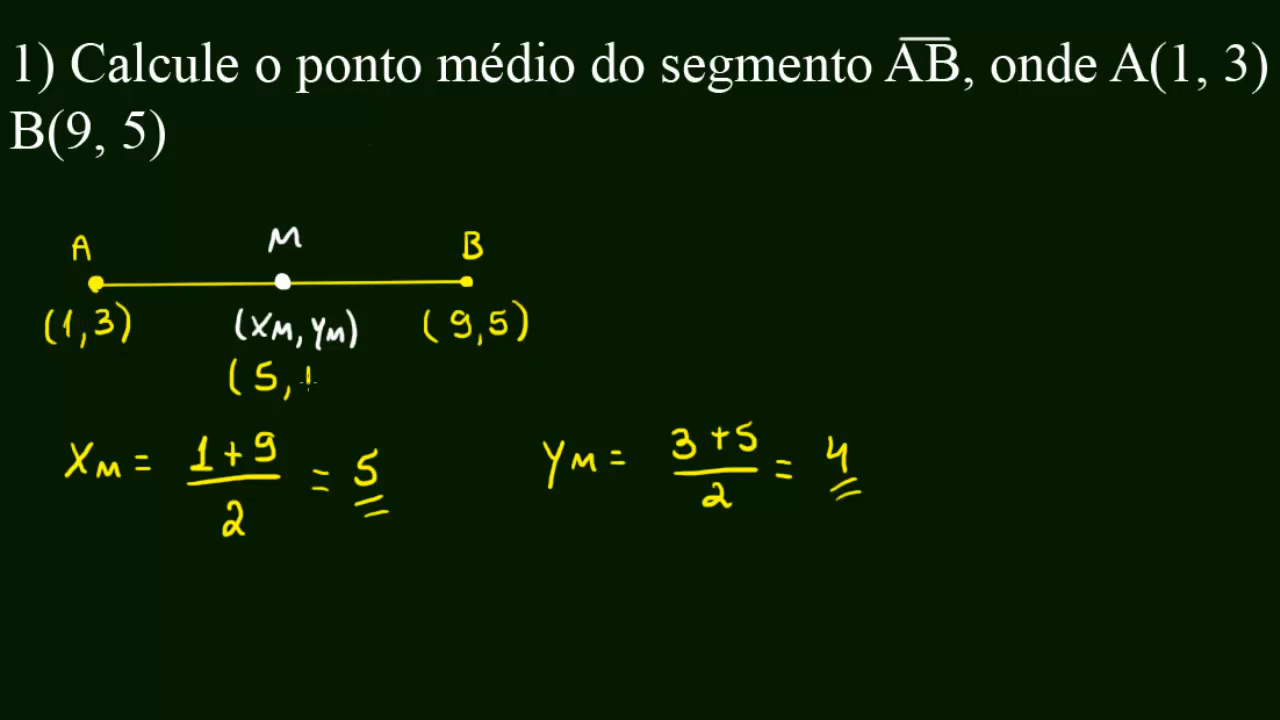 1) Calcule o ponto médio do segmento A̅B̅, onde A(1, 3)
B(9, 5)
A M B
(1,3) (XM, YM) (9,5)
(5,
XM = 1+9 / 2 = 5 YM = 3+5 / 2 = 4